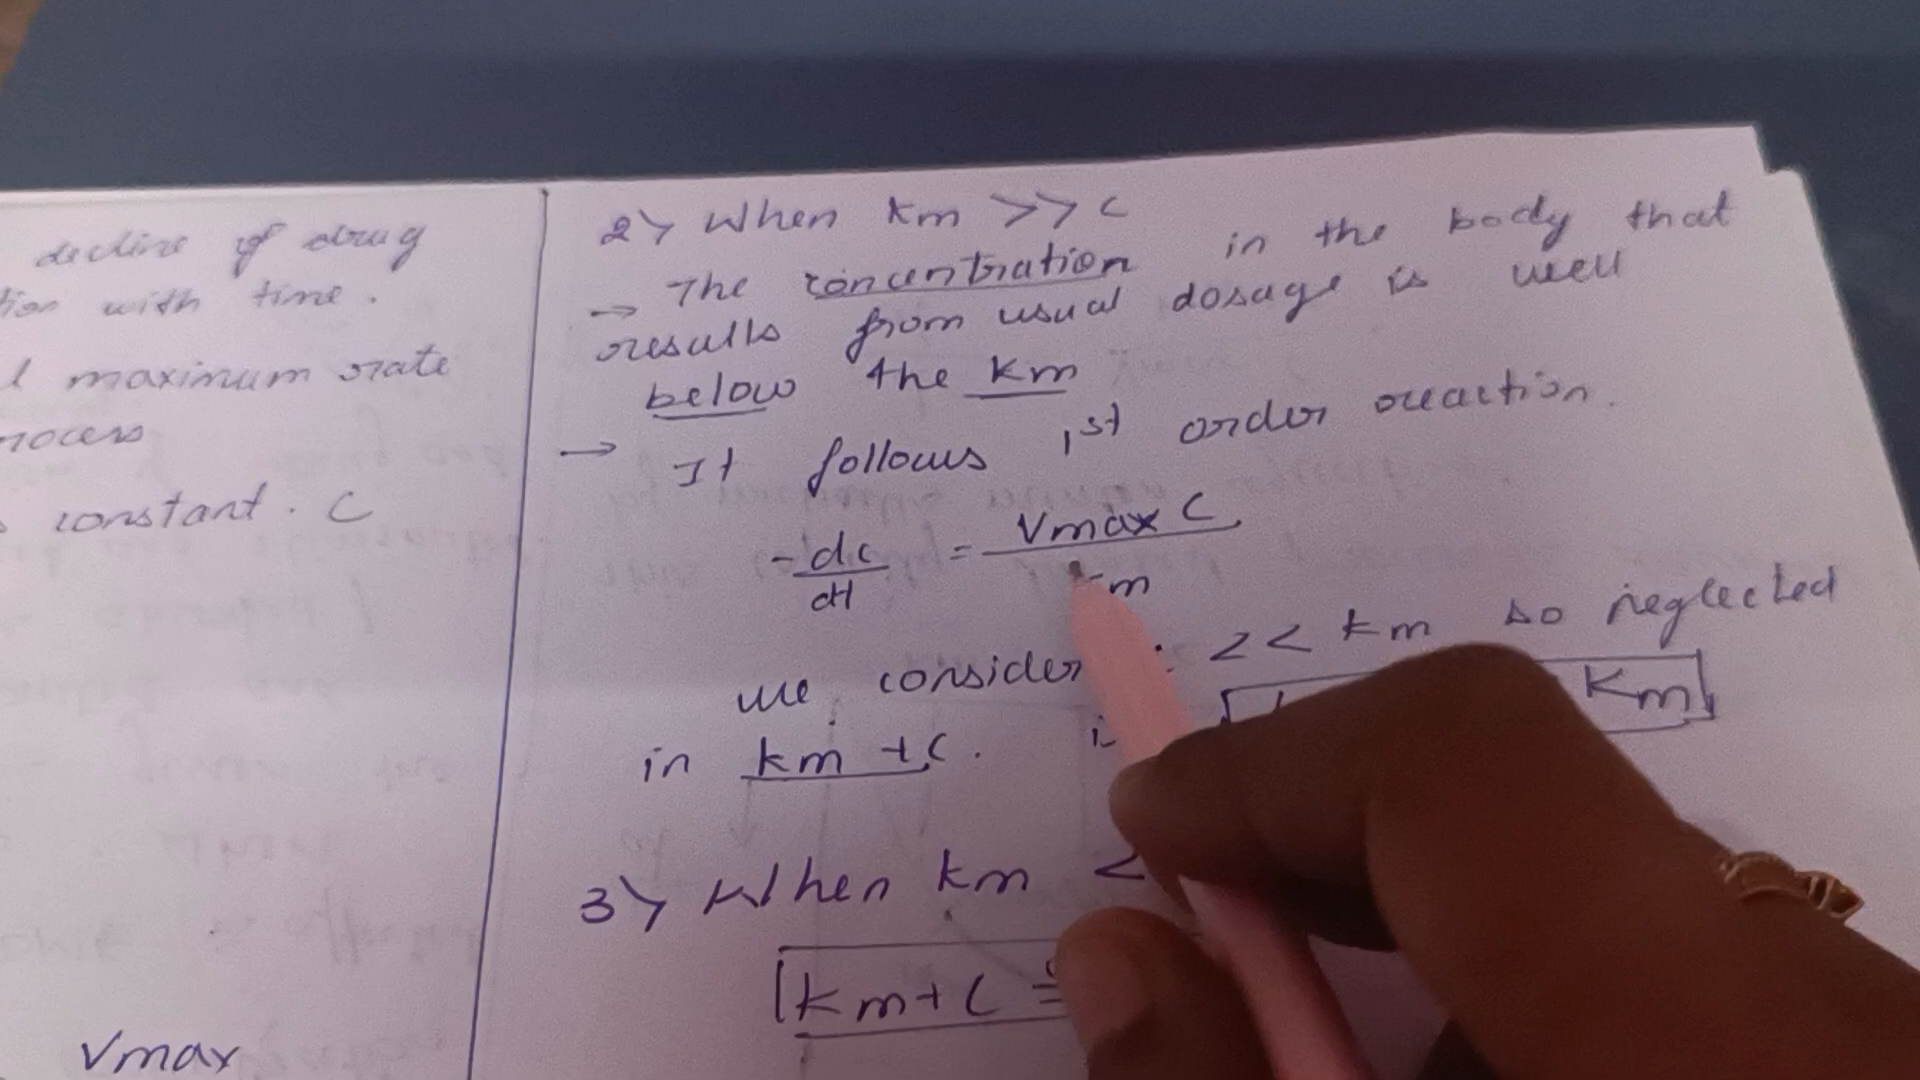 decline of drug
with time.
maximum rate
constant. C
Vmax
2> When Km >> C
→ The concentration in the body that
results from usual dosage is well
below the Km
→ It follows 1st order reaction.
-dc/dt = Vmax C/Km
we consider << Km so neglected
in Km + C. Km
3> When Km <
Km + C ≅